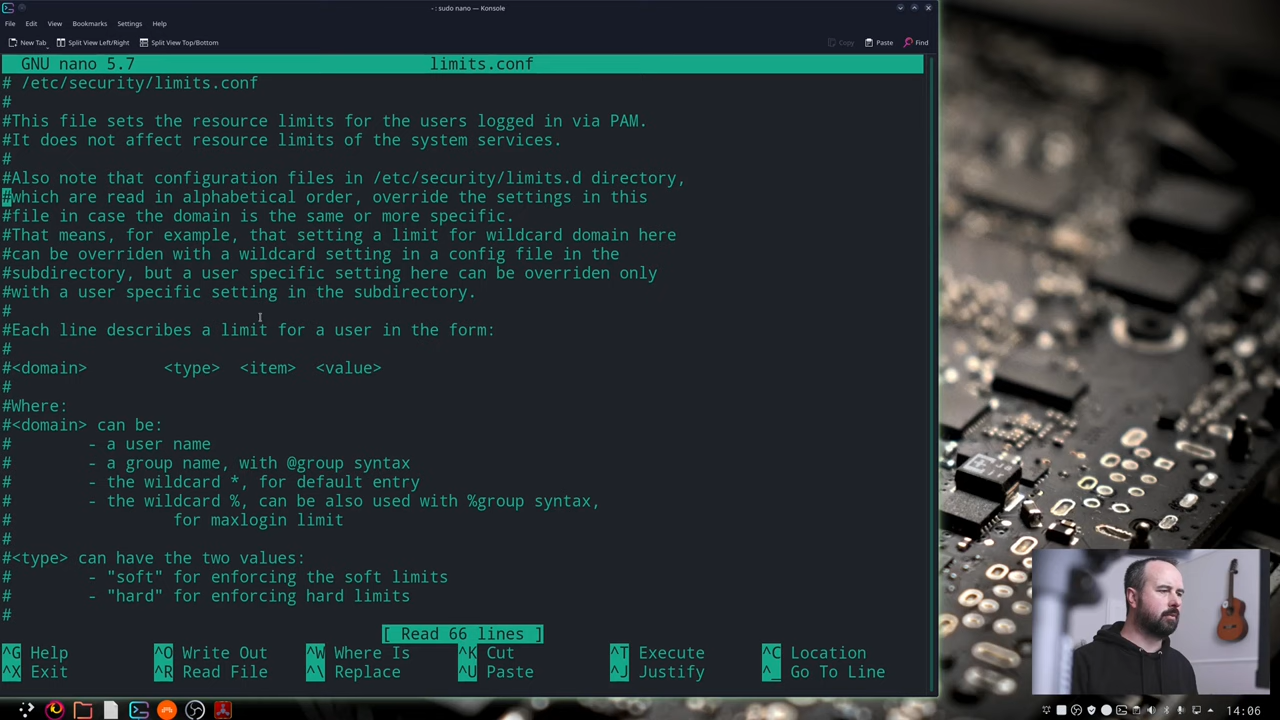 - : sudo nano — Konsole
File Edit View Bookmarks Settings Help
New Tab Split View Left/Right Split View Top/Bottom Copy Paste Find
GNU nano 5.7 limits.conf
# /etc/security/limits.conf
#
#This file sets the resource limits for the users logged in via PAM.
#It does not affect resource limits of the system services.
#
#Also note that configuration files in /etc/security/limits.d directory,
#which are read in alphabetical order, override the settings in this
#file in case the domain is the same or more specific.
#That means, for example, that setting a limit for wildcard domain here
#can be overriden with a wildcard setting in a config file in the
#subdirectory, but a user specific setting here can be overriden only
#with a user specific setting in the subdirectory.
#
#Each line describes a limit for a user in the form:
#
#<domain> <type> <item> <value>
#
#Where:
#<domain> can be:
# - a user name
# - a group name, with @group syntax
# - the wildcard *, for default entry
# - the wildcard %, can be also used with %group syntax,
# for maxlogin limit
#
#<type> can have the two values:
# - "soft" for enforcing the soft limits
# - "hard" for enforcing hard limits
#
[ Read 66 lines ]
^G Help ^O Write Out ^W Where Is ^K Cut ^T Execute ^C Location
^X Exit ^R Read File ^\ Replace ^U Paste ^J Justify ^_ Go To Line
14:06